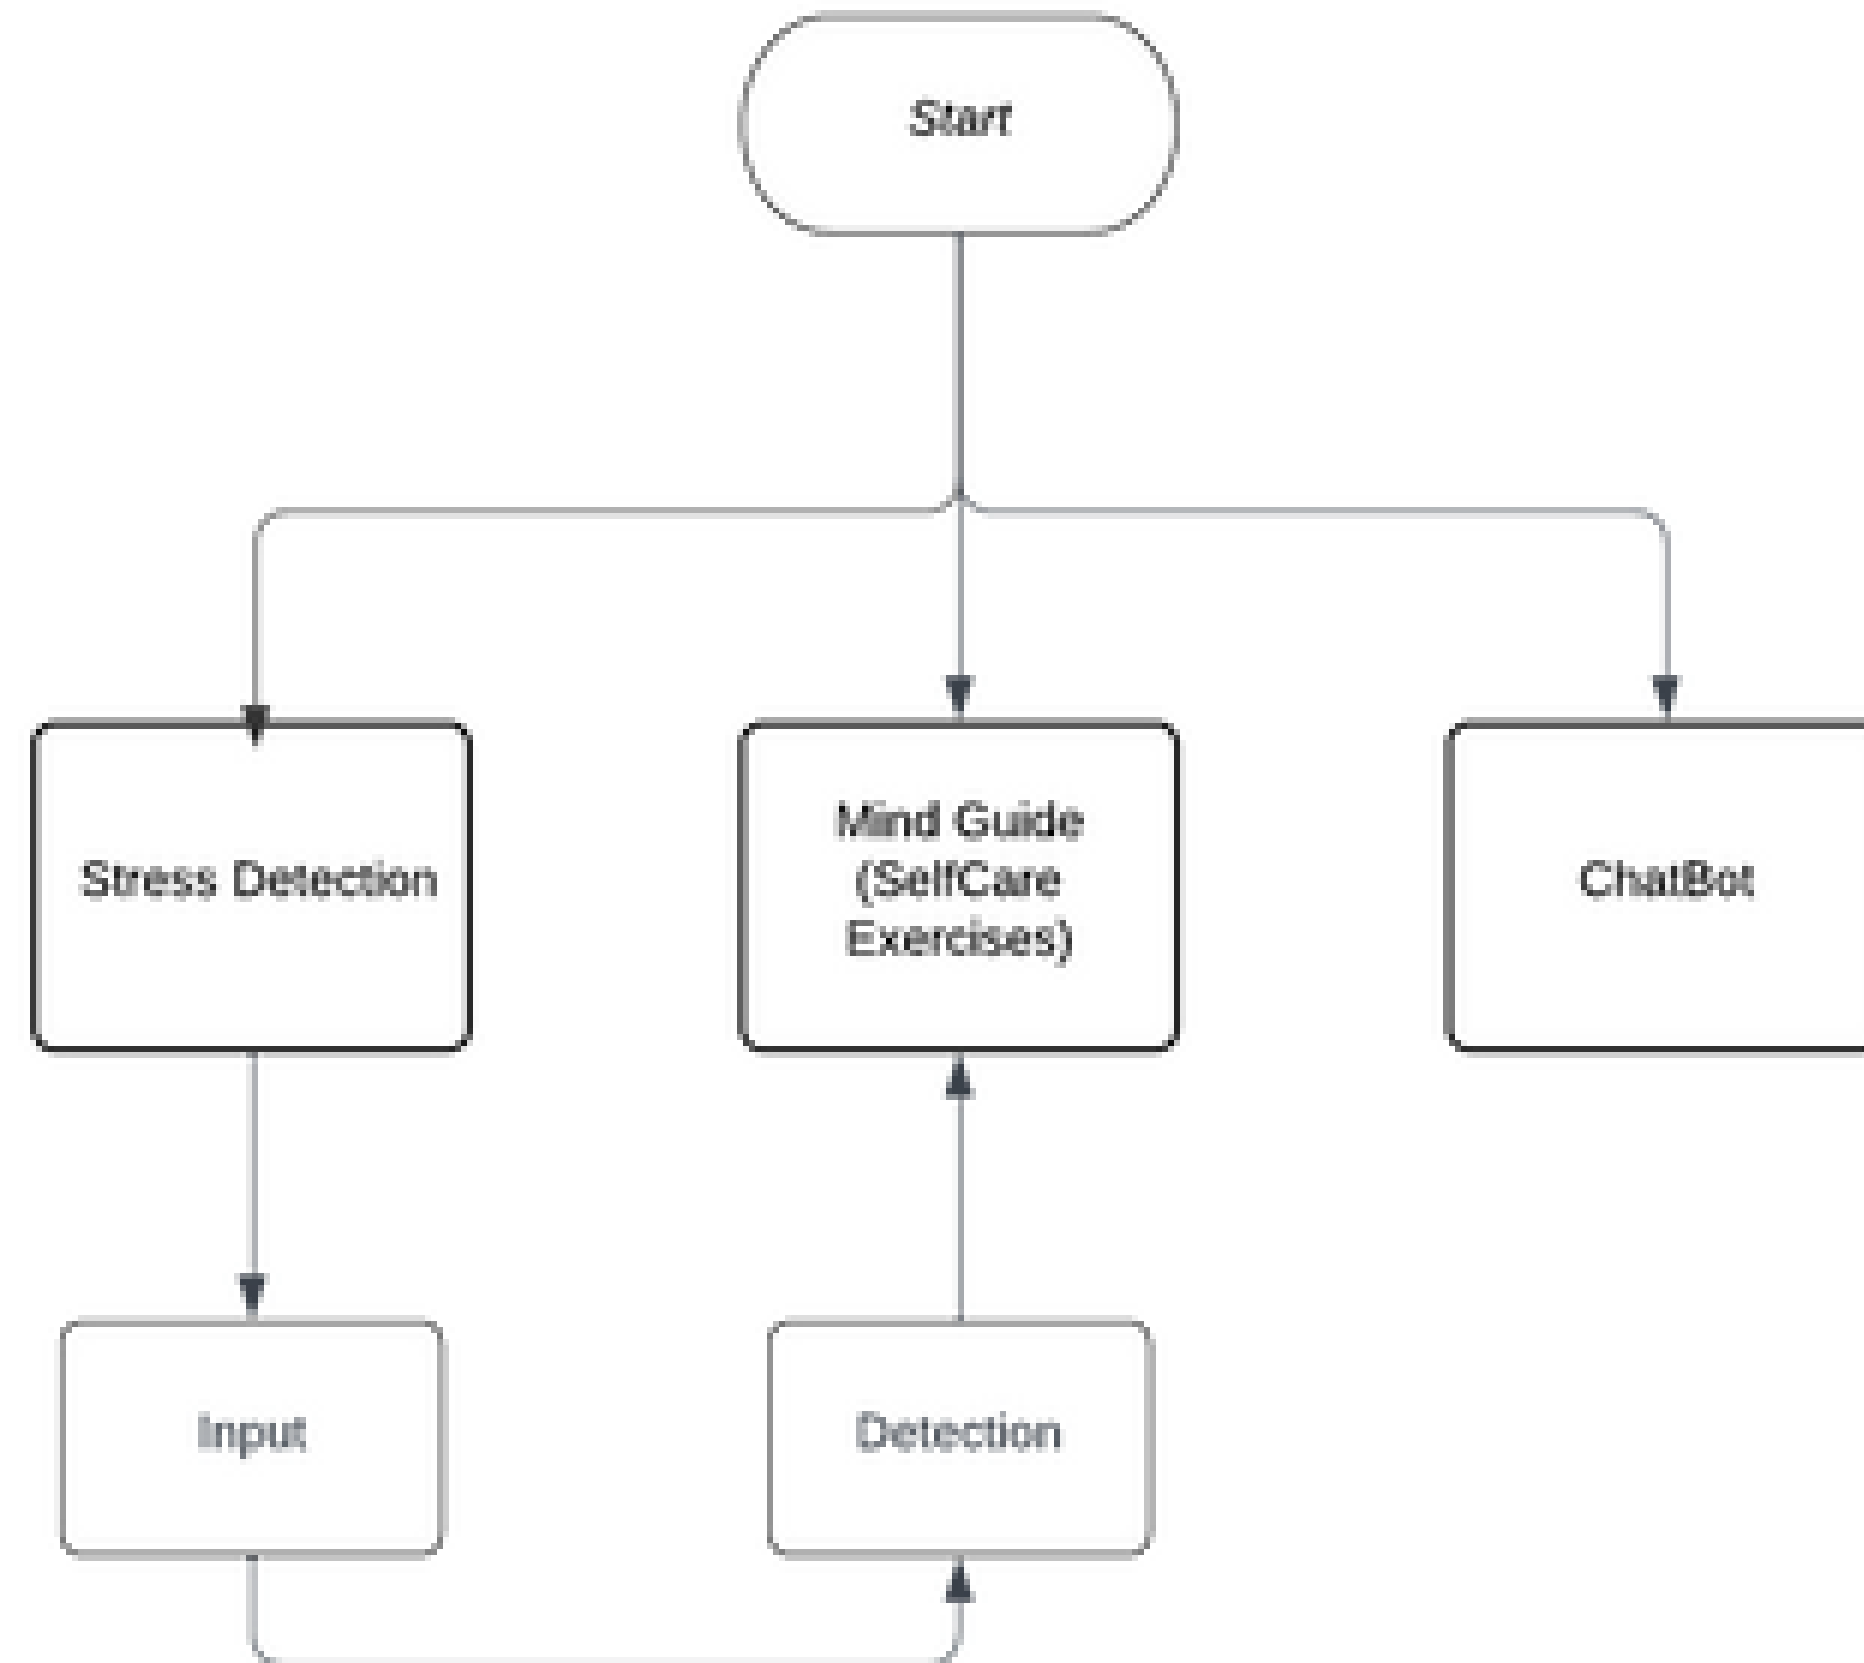 Start
Stress Detection
Mind Guide
(SelfCare
Exercises)
ChatBot
Input
Detection